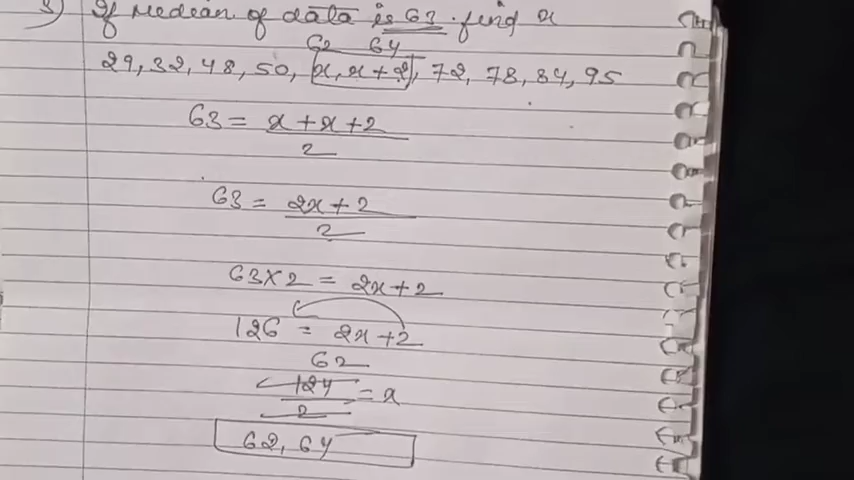 3) If Median of data is 63. find x
62 64
29, 32, 48, 50, x, x+2, 72, 78, 84, 95
63 = x+x+2
2
63 = 2x+2
2
63×2 = 2x+2
126 = 2x+2
62
124 = x
2
62, 64